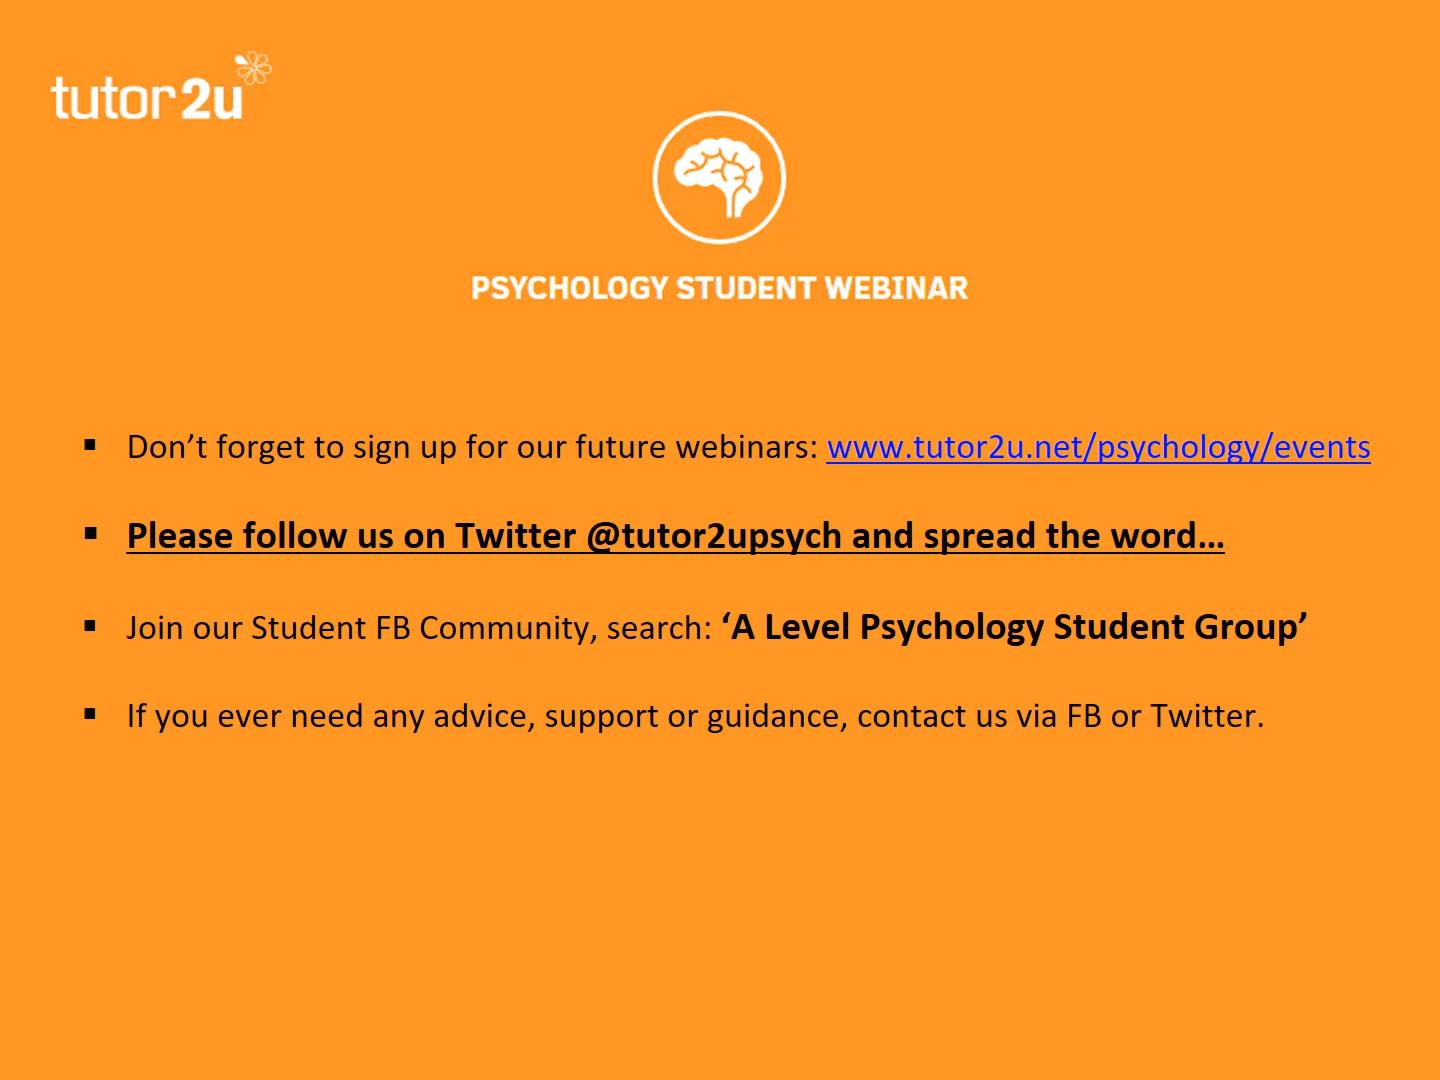 tutor2u
PSYCHOLOGY STUDENT WEBINAR
▪ Don’t forget to sign up for our future webinars: www.tutor2u.net/psychology/events
▪ Please follow us on Twitter @tutor2upsych and spread the word…
▪ Join our Student FB Community, search: ‘A Level Psychology Student Group’
▪ If you ever need any advice, support or guidance, contact us via FB or Twitter.